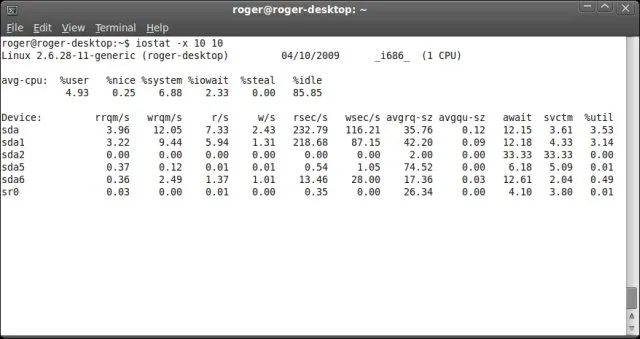 roger@roger-desktop: ~
File Edit View Terminal Help
roger@roger-desktop:~$ iostat -x 10 10
Linux 2.6.28-11-generic (roger-desktop) 04/10/2009 _i686_ (1 CPU)
avg-cpu: %user %nice %system %iowait %steal %idle
4.93 0.25 6.88 2.33 0.00 85.85
Device: rrqm/s wrqm/s r/s w/s rsec/s wsec/s avgrq-sz avgqu-sz await svctm %util
sda 3.96 12.05 7.33 2.43 232.79 116.21 35.76 0.12 12.15 3.61 3.53
sda1 3.22 9.44 5.94 1.31 218.68 87.15 42.20 0.09 12.18 4.33 3.14
sda2 0.00 0.00 0.00 0.00 0.00 0.00 2.00 0.00 33.33 33.33 0.00
sda5 0.37 0.12 0.01 0.01 0.54 1.05 74.52 0.00 6.18 5.09 0.01
sda6 0.36 2.49 1.37 1.01 13.46 28.00 17.36 0.03 12.61 2.04 0.49
sr0 0.03 0.00 0.01 0.00 0.35 0.00 26.34 0.00 4.10 3.80 0.01